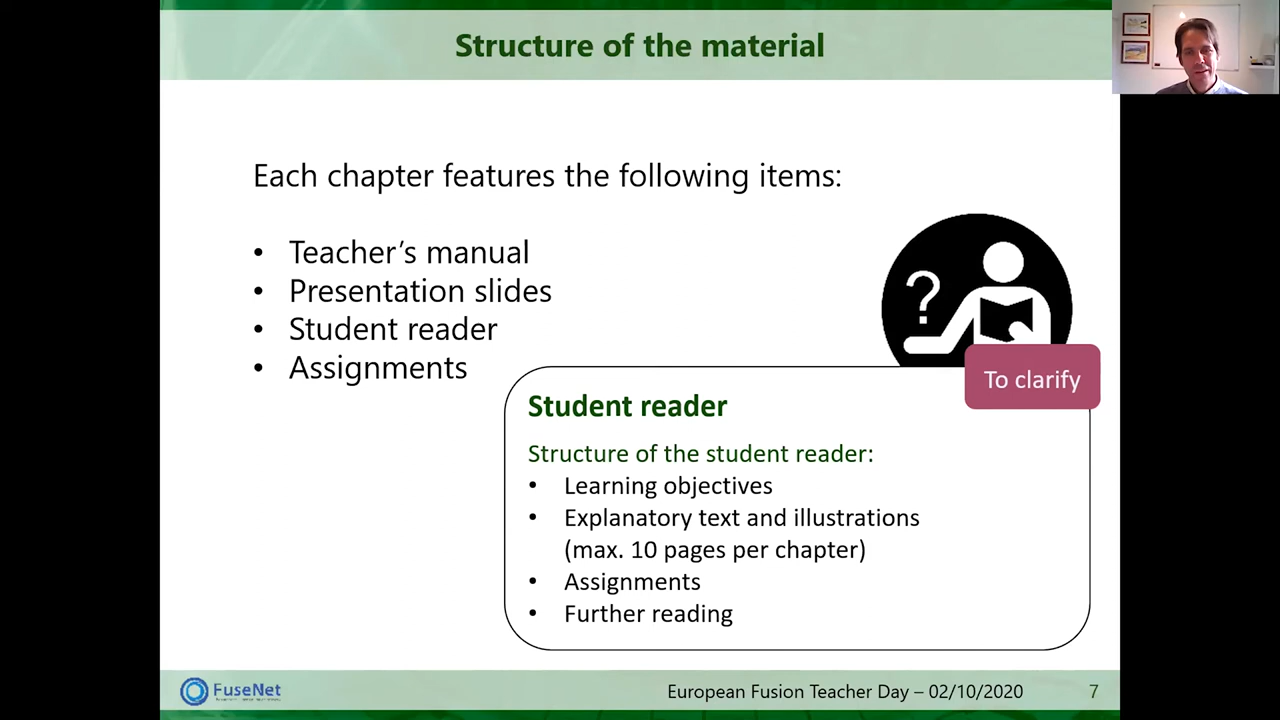 Structure of the material
Each chapter features the following items:
• Teacher’s manual
• Presentation slides
• Student reader
• Assignments
?
To clarify
Student reader
Structure of the student reader:
• Learning objectives
• Explanatory text and illustrations
(max. 10 pages per chapter)
• Assignments
• Further reading
FuseNet
European Fusion Teacher Day – 02/10/2020
7